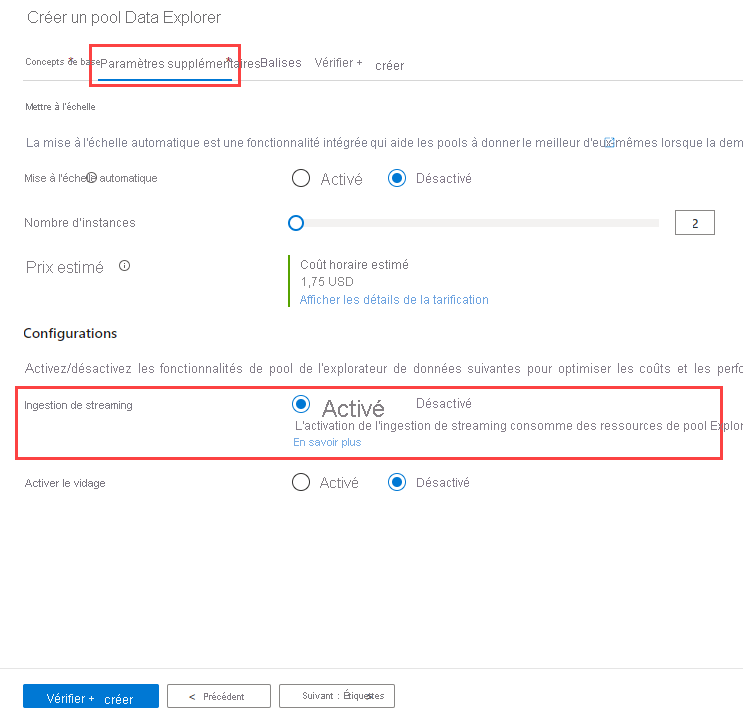 Créer un pool Data Explorer
Concepts de base * Paramètres supplémentaires * Balises Vérifier + créer
Mettre à l'échelle
La mise à l'échelle automatique est une fonctionnalité intégrée qui aide les pools à donner le meilleur d'eux-mêmes lorsque la dem
Mise à l'échelle automatique Activé Désactivé
Nombre d'instances 2
Prix estimé Coût horaire estimé
1,75 USD
Afficher les détails de la tarification
Configurations
Activez/désactivez les fonctionnalités de pool de l'explorateur de données suivantes pour optimiser les coûts et les perfo
Ingestion de streaming Activé Désactivé
L'activation de l'ingestion de streaming consomme des ressources de pool Explor
En savoir plus
Activer le vidage Activé Désactivé
Vérifier + créer < Précédent Suivant : Étiquettes >